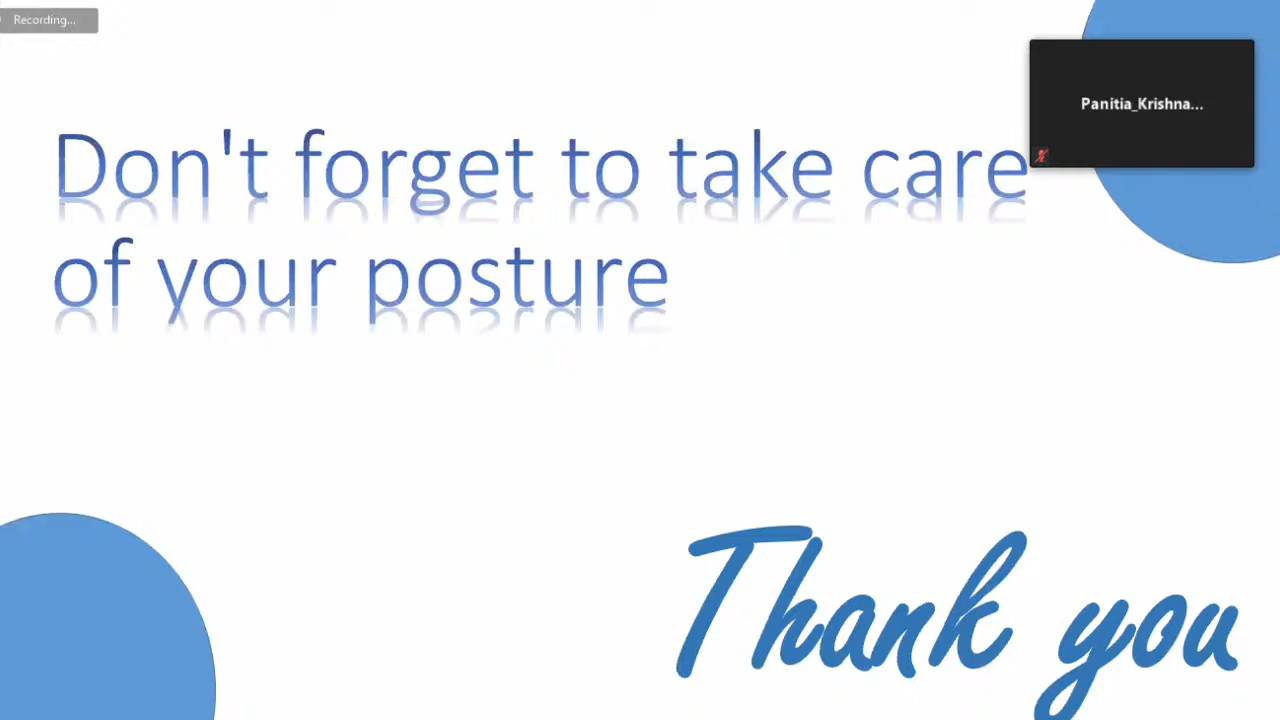 Recording...
Panitia_Krishna...
Don't forget to take care
of your posture
Thank you